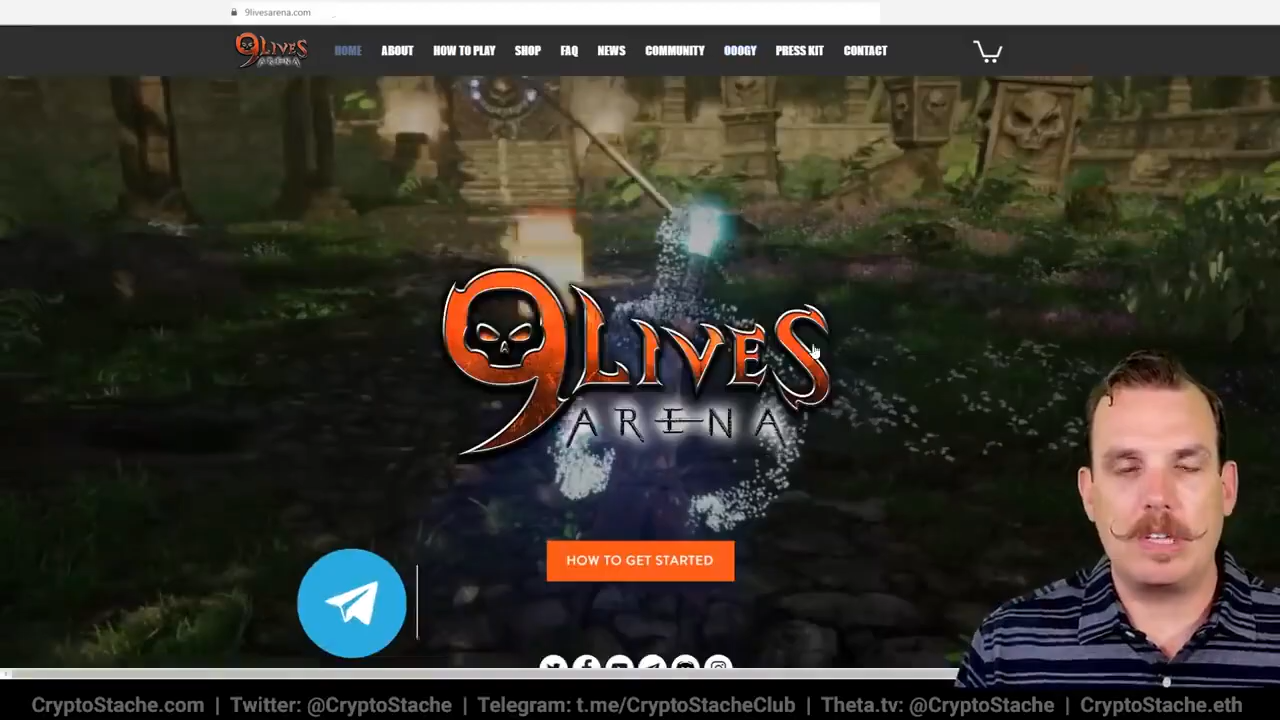 9livesarena.com
9LIVES
ARENA
HOME ABOUT HOW TO PLAY SHOP FAQ NEWS COMMUNITY OOOGY PRESS KIT CONTACT
9LIVES
ARENA
HOW TO GET STARTED
CryptoStache.com | Twitter: @CryptoStache | Telegram: t.me/CryptoStacheClub | Theta.tv: @CryptoStache | CryptoStache.eth